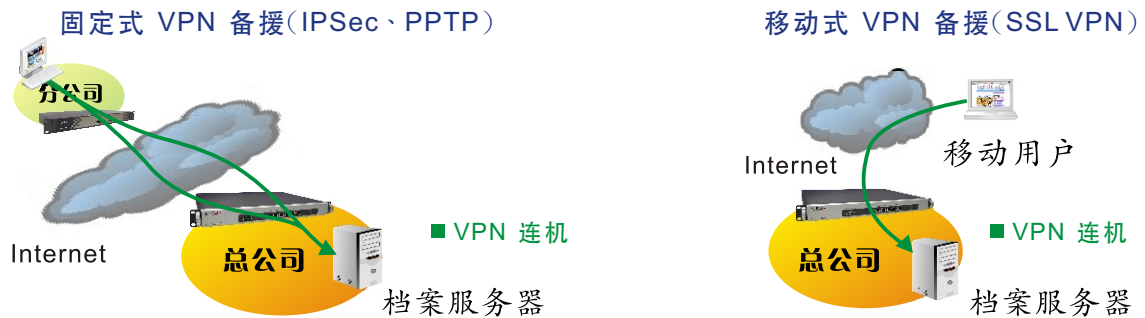 固定式 VPN 备援(IPSec、PPTP)
分公司
Internet
总公司
■ VPN 连机
档案服务器
移动式 VPN 备援(SSL VPN)
Internet
移动用户
总公司
■ VPN 连机
档案服务器